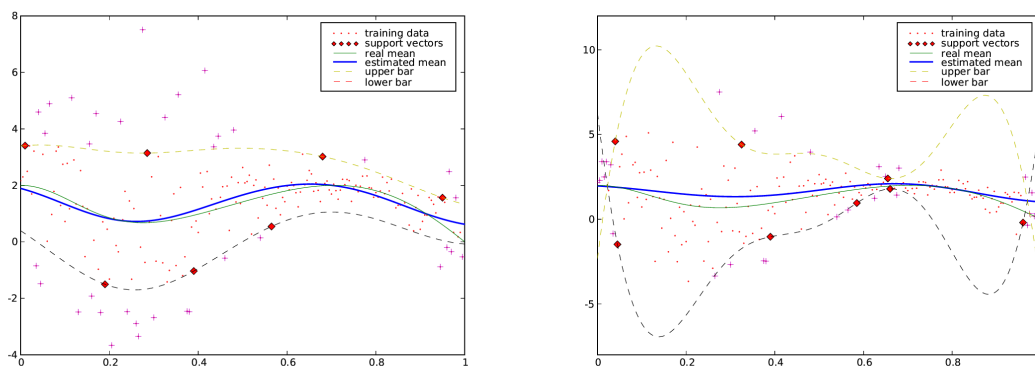 8
6
4
2
0
-2
-4
0
0.2
0.4
0.6
0.8
1
training data
support vectors
real mean
estimated mean
upper bar
lower bar
10
5
0
-5
0
0.2
0.4
0.6
0.8
training data
support vectors
real mean
estimated mean
upper bar
lower bar